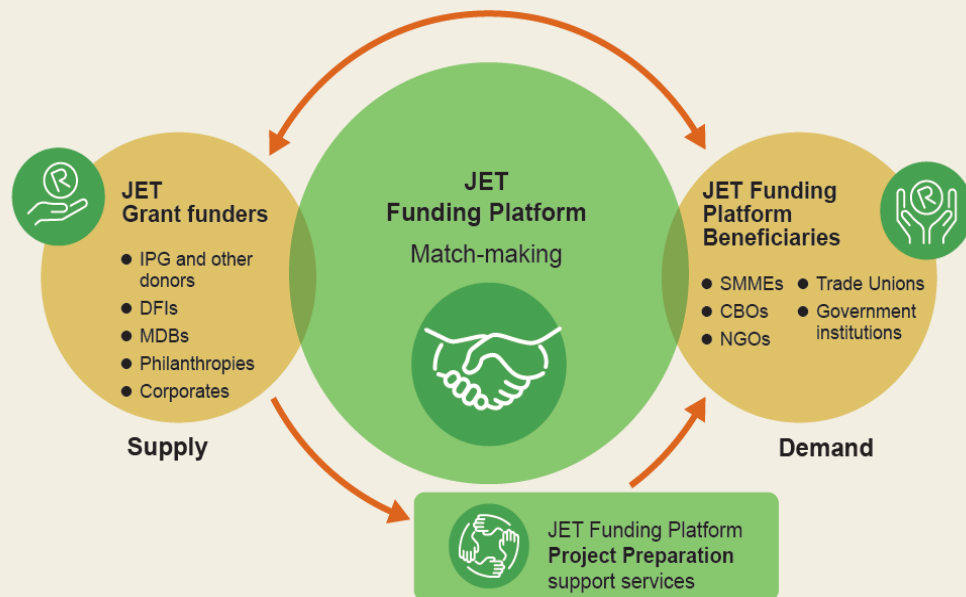 JET
Grant funders
IPG and other
donors
DFIs
MDBs
Philanthropies
Corporates
Supply
JET
Funding Platform
Match-making
JET Funding
Platform
Beneficiaries
SMMEs
CBOs
NGOs
Trade Unions
Government
institutions
Demand
JET Funding Platform
Project Preparation
support services
R
R